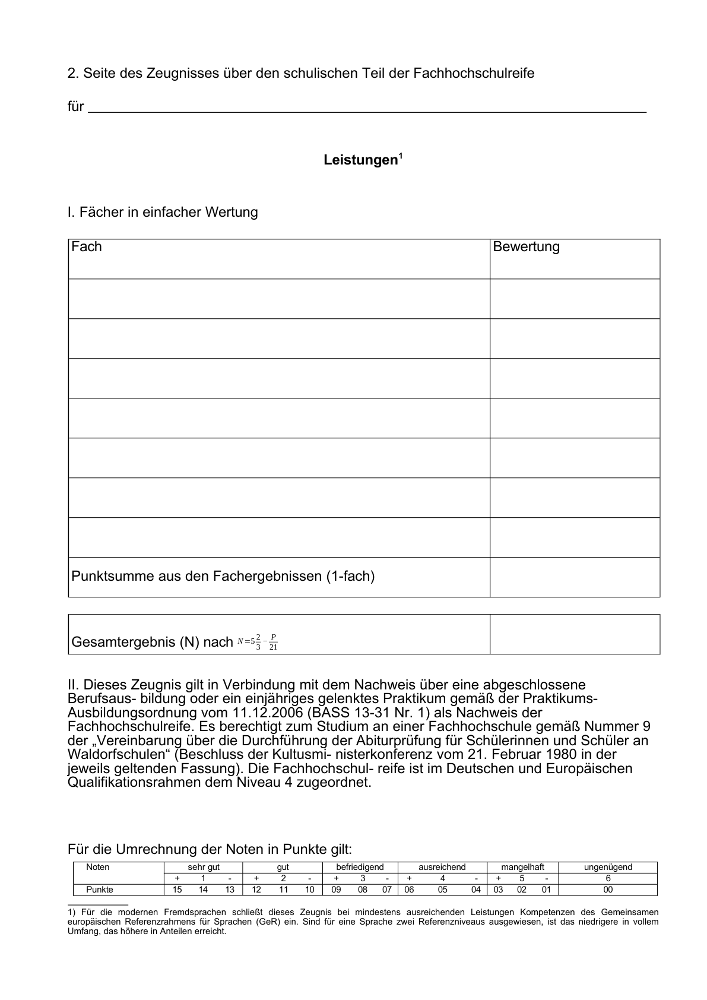 2. Seite des Zeugnisses über den schulischen Teil der Fachhochschulreife
für
Leistungen1
I. Fächer in einfacher Wertung
Fach Bewertung
Punktsumme aus den Fachergebnissen (1-fach)
Gesamtergebnis (N) nach N=5 2/3 − P/21
II. Dieses Zeugnis gilt in Verbindung mit dem Nachweis über eine abgeschlossene
Berufsaus- bildung oder ein einjähriges gelenktes Praktikum gemäß der Praktikums-
Ausbildungsordnung vom 11.12.2006 (BASS 13-31 Nr. 1) als Nachweis der
Fachhochschulreife. Es berechtigt zum Studium an einer Fachhochschule gemäß Nummer 9
der „Vereinbarung über die Durchführung der Abiturprüfung für Schülerinnen und Schüler an
Waldorfschulen“ (Beschluss der Kultusmi- nisterkonferenz vom 21. Februar 1980 in der
jeweils geltenden Fassung). Die Fachhochschul- reife ist im Deutschen und Europäischen
Qualifikationsrahmen dem Niveau 4 zugeordnet.
Für die Umrechnung der Noten in Punkte gilt:
Noten sehr gut gut befriedigend ausreichend mangelhaft ungenügend
+ 1 - + 2 - + 3 - + 4 - + 5 - 6
Punkte 15 14 13 12 11 10 09 08 07 06 05 04 03 02 01 00
1) Für die modernen Fremdsprachen schließt dieses Zeugnis bei mindestens ausreichenden Leistungen Kompetenzen des Gemeinsamen
europäischen Referenzrahmens für Sprachen (GeR) ein. Sind für eine Sprache zwei Referenzniveaus ausgewiesen, ist das niedrigere in vollem
Umfang, das höhere in Anteilen erreicht.